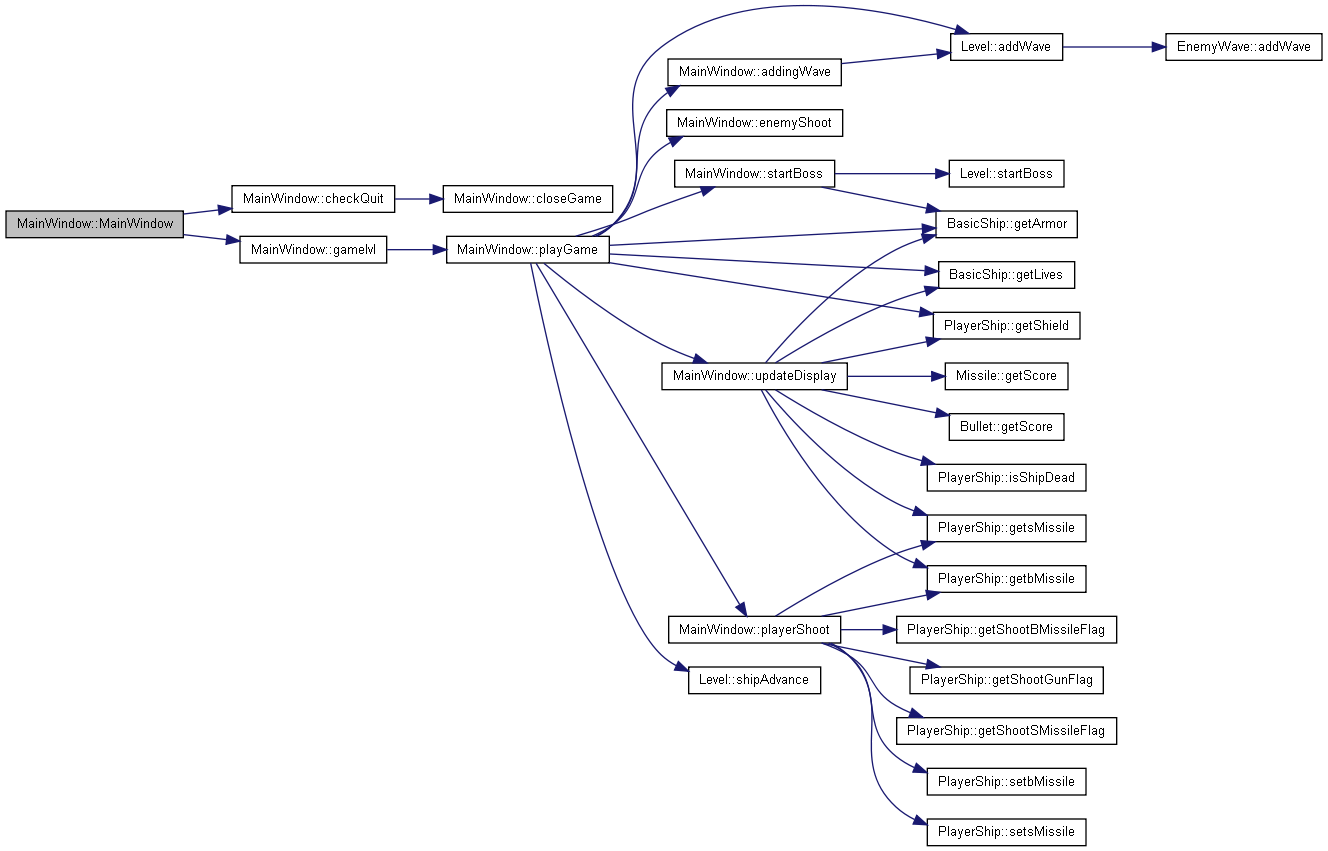 MainWindow::MainWindow
MainWindow::checkQuit
MainWindow::closeGame
MainWindow::gamelvl
MainWindow::playGame
Level::addWave
EnemyWave::addWave
MainWindow::addingWave
MainWindow::enemyShoot
MainWindow::startBoss
Level::startBoss
BasicShip::getArmor
BasicShip::getLives
PlayerShip::getShield
MainWindow::updateDisplay
Missile::getScore
Bullet::getScore
PlayerShip::isShipDead
PlayerShip::getsMissile
PlayerShip::getbMissile
MainWindow::playerShoot
PlayerShip::getShootBMissileFlag
Level::shipAdvance
PlayerShip::getShootGunFlag
PlayerShip::getShootSMissileFlag
PlayerShip::setbMissile
PlayerShip::setsMissile